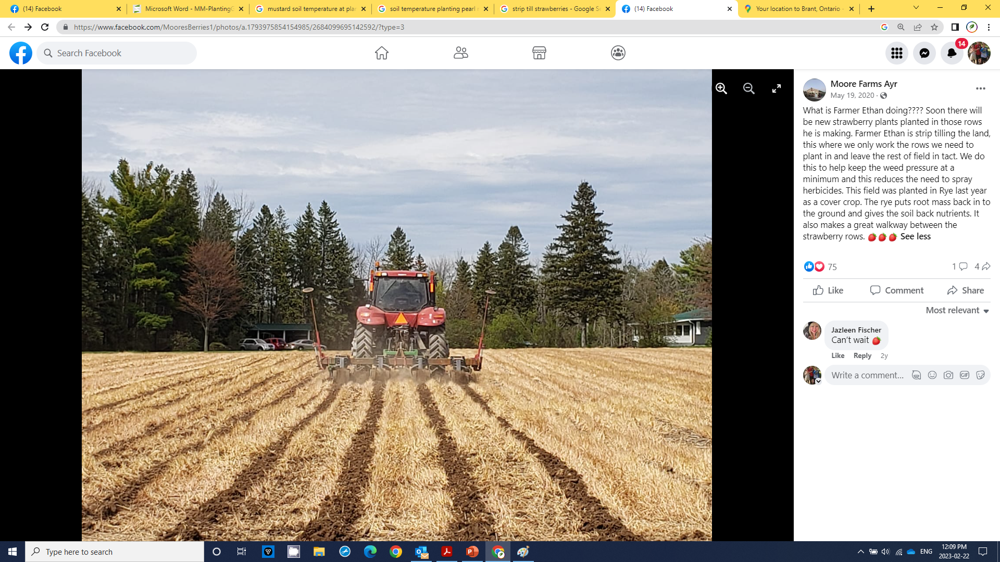 (14) Facebook
Microsoft Word - MM-PlantingG
mustard soil temperature at plan
soil temperature planting pearl
strip till strawberries - Google Se
(14) Facebook
Your location to Brant, Ontario
https://www.facebook.com/MooresBerries1/photos/a.1793975854154985/2684099695142592/?type=3
Search Facebook
14
Moore Farms Ayr
May 19, 2020 ·
What is Farmer Ethan doing???? Soon there will
be new strawberry plants planted in those rows
he is making. Farmer Ethan is strip tilling the land,
this where we only work the rows we need to
plant in and leave the rest of field in tact. We do
this to help keep the weed pressure at a
minimum and this reduces the need to spray
herbicides. This field was planted in Rye last year
as a cover crop. The rye puts root mass back in to
the ground and gives the soil back nutrients. It
also makes a great walkway between the
strawberry rows. 🍓🍓🍓 See less
75
1 4
Like Comment Share
Most relevant
Jazleen Fischer
Can't wait 🍓
Like Reply 2y
Write a comment...
GIF
Type here to search
ENG
12:09 PM
2023-02-22